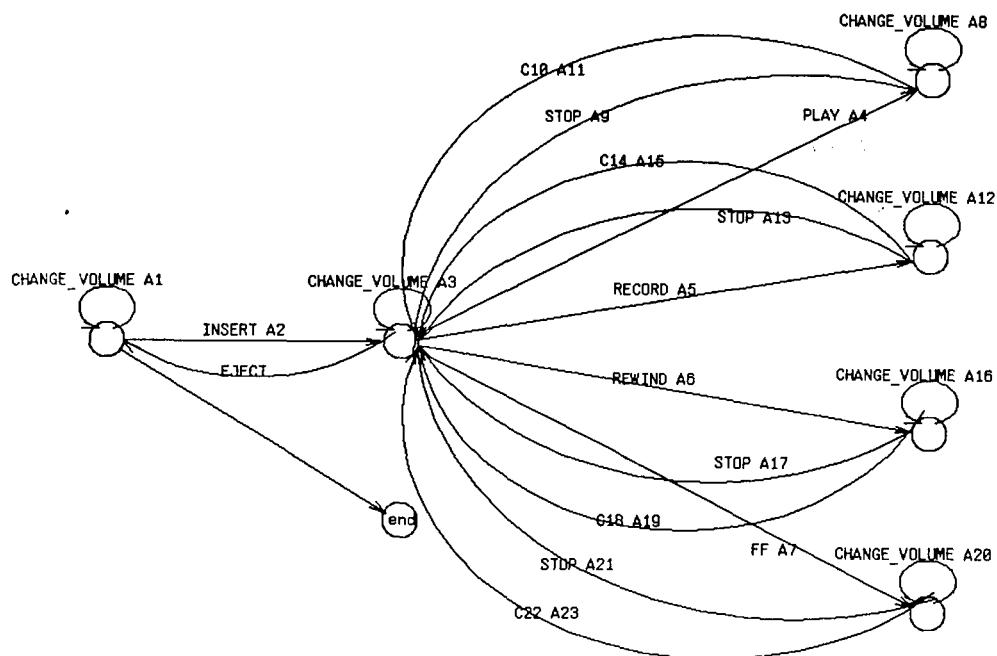 CHANGE_VOLUME A8
C10 A11
STOP A9
PLAY A4
C14 A15
CHANGE_VOLUME A12
STOP A13
CHANGE_VOLUME A1
CHANGE_VOLUME A3
RECORD A5
INSERT A2
EJECT
REWIND A6
CHANGE_VOLUME A16
STOP A17
end
C18 A19
FF A7
CHANGE_VOLUME A20
STOP A21
C22 A23